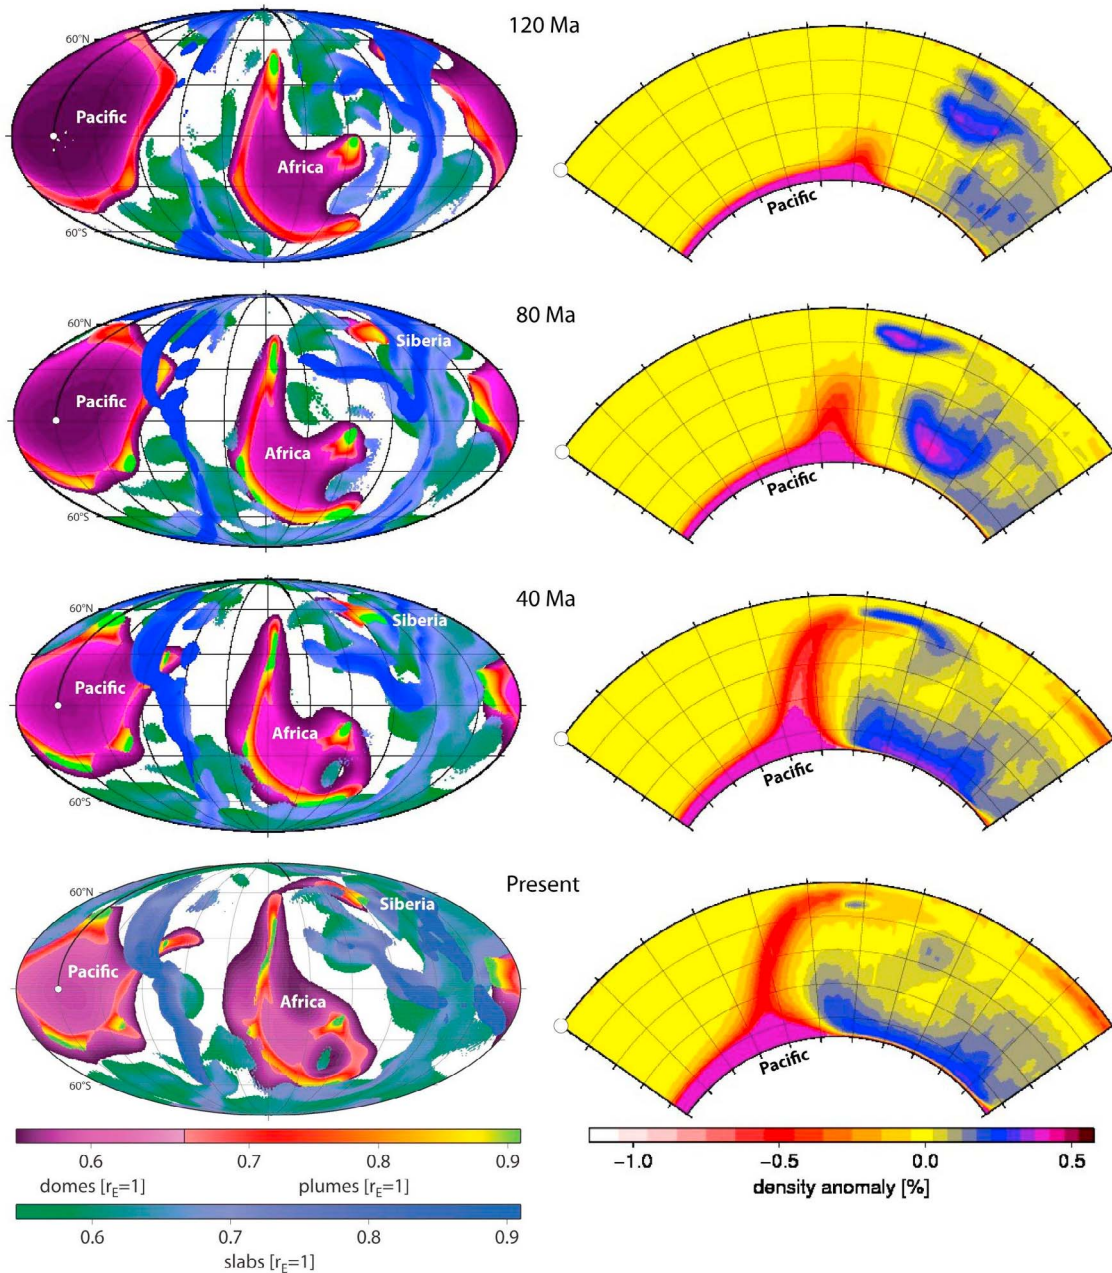 120 Ma
60°N
Pacific
Africa
60°S
Pacific
80 Ma
60°N
Siberia
Pacific
Africa
60°S
Pacific
40 Ma
60°N
Siberia
Pacific
Africa
60°S
Pacific
Present
60°N
Siberia
Pacific
Africa
60°S
Pacific
0.6 0.7 0.8 0.9
domes [rE=1] plumes [rE=1]
0.6 0.7 0.8 0.9
slabs [rE=1]
−1.0 −0.5 0.0 0.5
density anomaly [%]